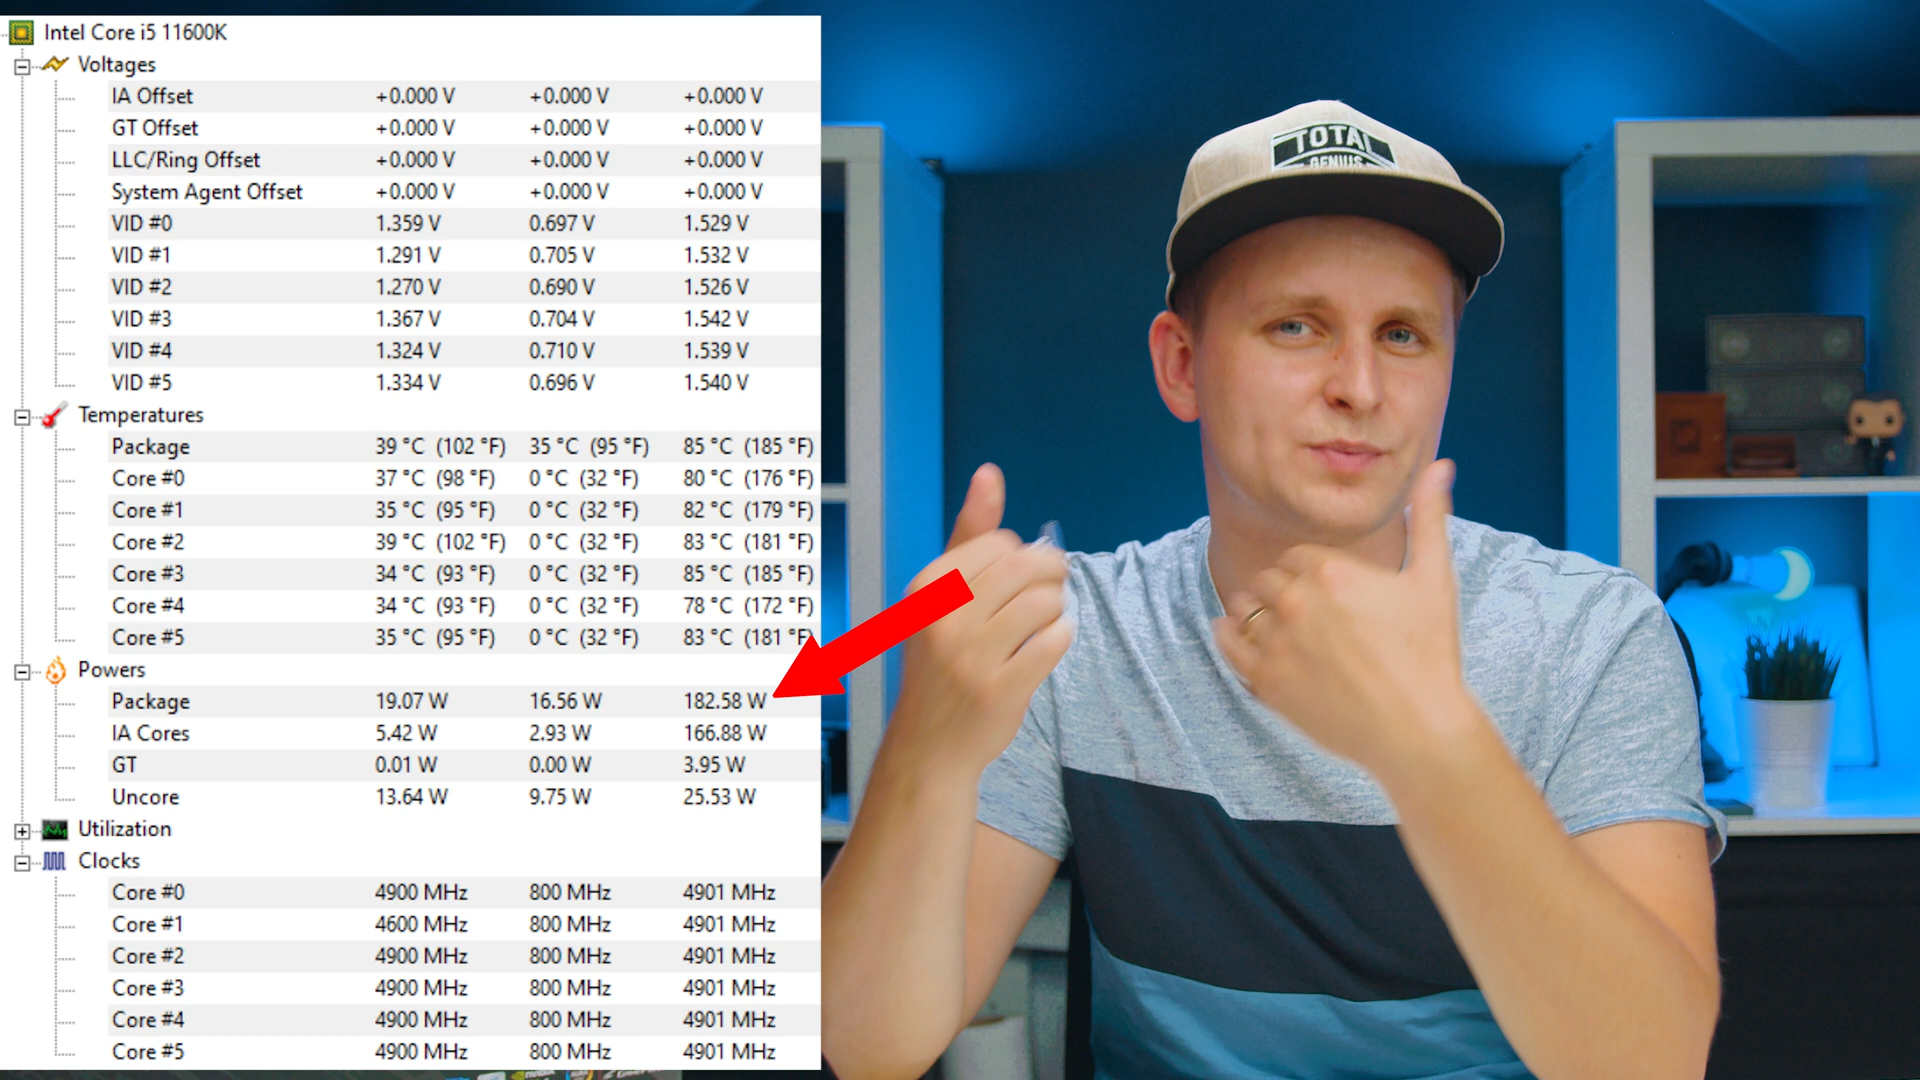 Intel Core i5 11600K
Voltages
IA Offset +0.000 V +0.000 V +0.000 V
GT Offset +0.000 V +0.000 V +0.000 V
LLC/Ring Offset +0.000 V +0.000 V +0.000 V
System Agent Offset +0.000 V +0.000 V +0.000 V
VID #0 1.359 V 0.697 V 1.529 V
VID #1 1.291 V 0.705 V 1.532 V
VID #2 1.270 V 0.690 V 1.526 V
VID #3 1.367 V 0.704 V 1.542 V
VID #4 1.324 V 0.710 V 1.539 V
VID #5 1.334 V 0.696 V 1.540 V
Temperatures
Package 39 °C (102 °F) 35 °C (95 °F) 85 °C (185 °F)
Core #0 37 °C (98 °F) 0 °C (32 °F) 80 °C (176 °F)
Core #1 35 °C (95 °F) 0 °C (32 °F) 82 °C (179 °F)
Core #2 39 °C (102 °F) 0 °C (32 °F) 83 °C (181 °F)
Core #3 34 °C (93 °F) 0 °C (32 °F) 85 °C (185 °F)
Core #4 34 °C (93 °F) 0 °C (32 °F) 78 °C (172 °F)
Core #5 35 °C (95 °F) 0 °C (32 °F) 83 °C (181 °F)
Powers
Package 19.07 W 16.56 W 182.58 W
IA Cores 5.42 W 2.93 W 166.88 W
GT 0.01 W 0.00 W 3.95 W
Uncore 13.64 W 9.75 W 25.53 W
Utilization
Clocks
Core #0 4900 MHz 800 MHz 4901 MHz
Core #1 4600 MHz 800 MHz 4901 MHz
Core #2 4900 MHz 800 MHz 4901 MHz
Core #3 4900 MHz 800 MHz 4901 MHz
Core #4 4900 MHz 800 MHz 4901 MHz
Core #5 4900 MHz 800 MHz 4901 MHz
TOTAL
GENIUS